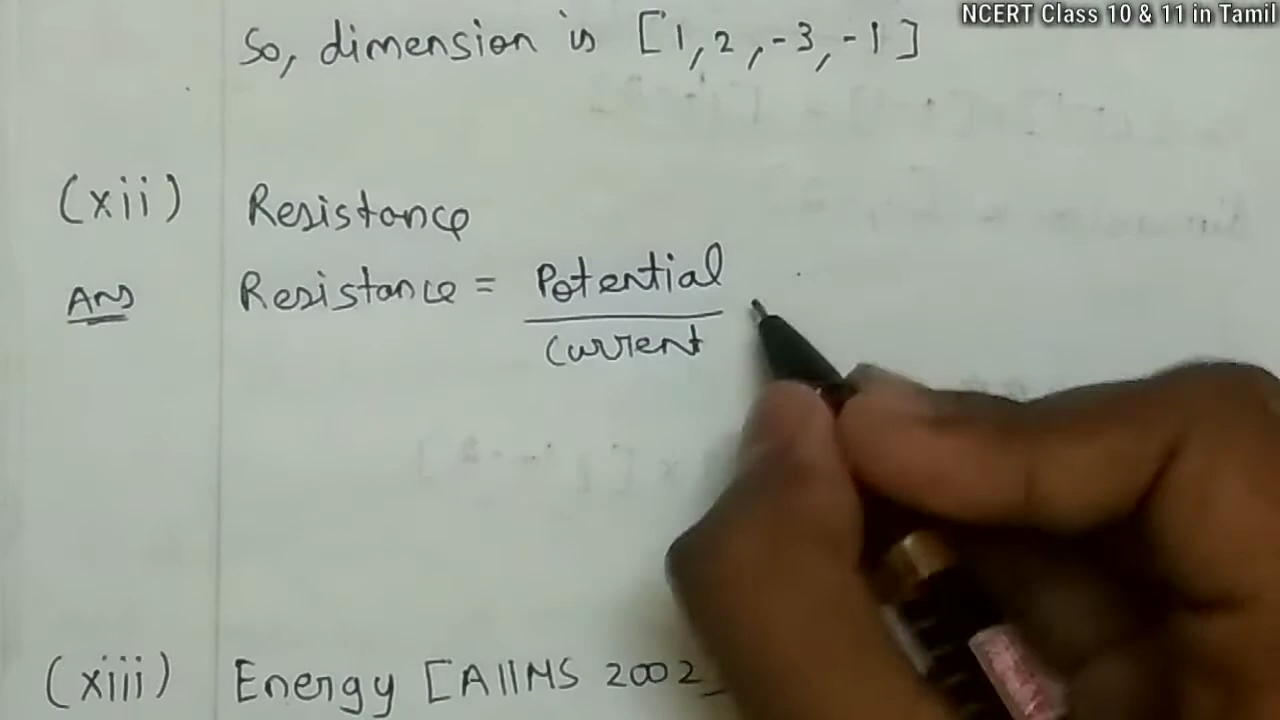 NCERT Class 10 & 11 in Tamil
So, dimension is [1, 2, -3, -1]
(xii) Resistance
Ans Resistance = Potential
Current
(xiii) Energy [AIIMS 2002]